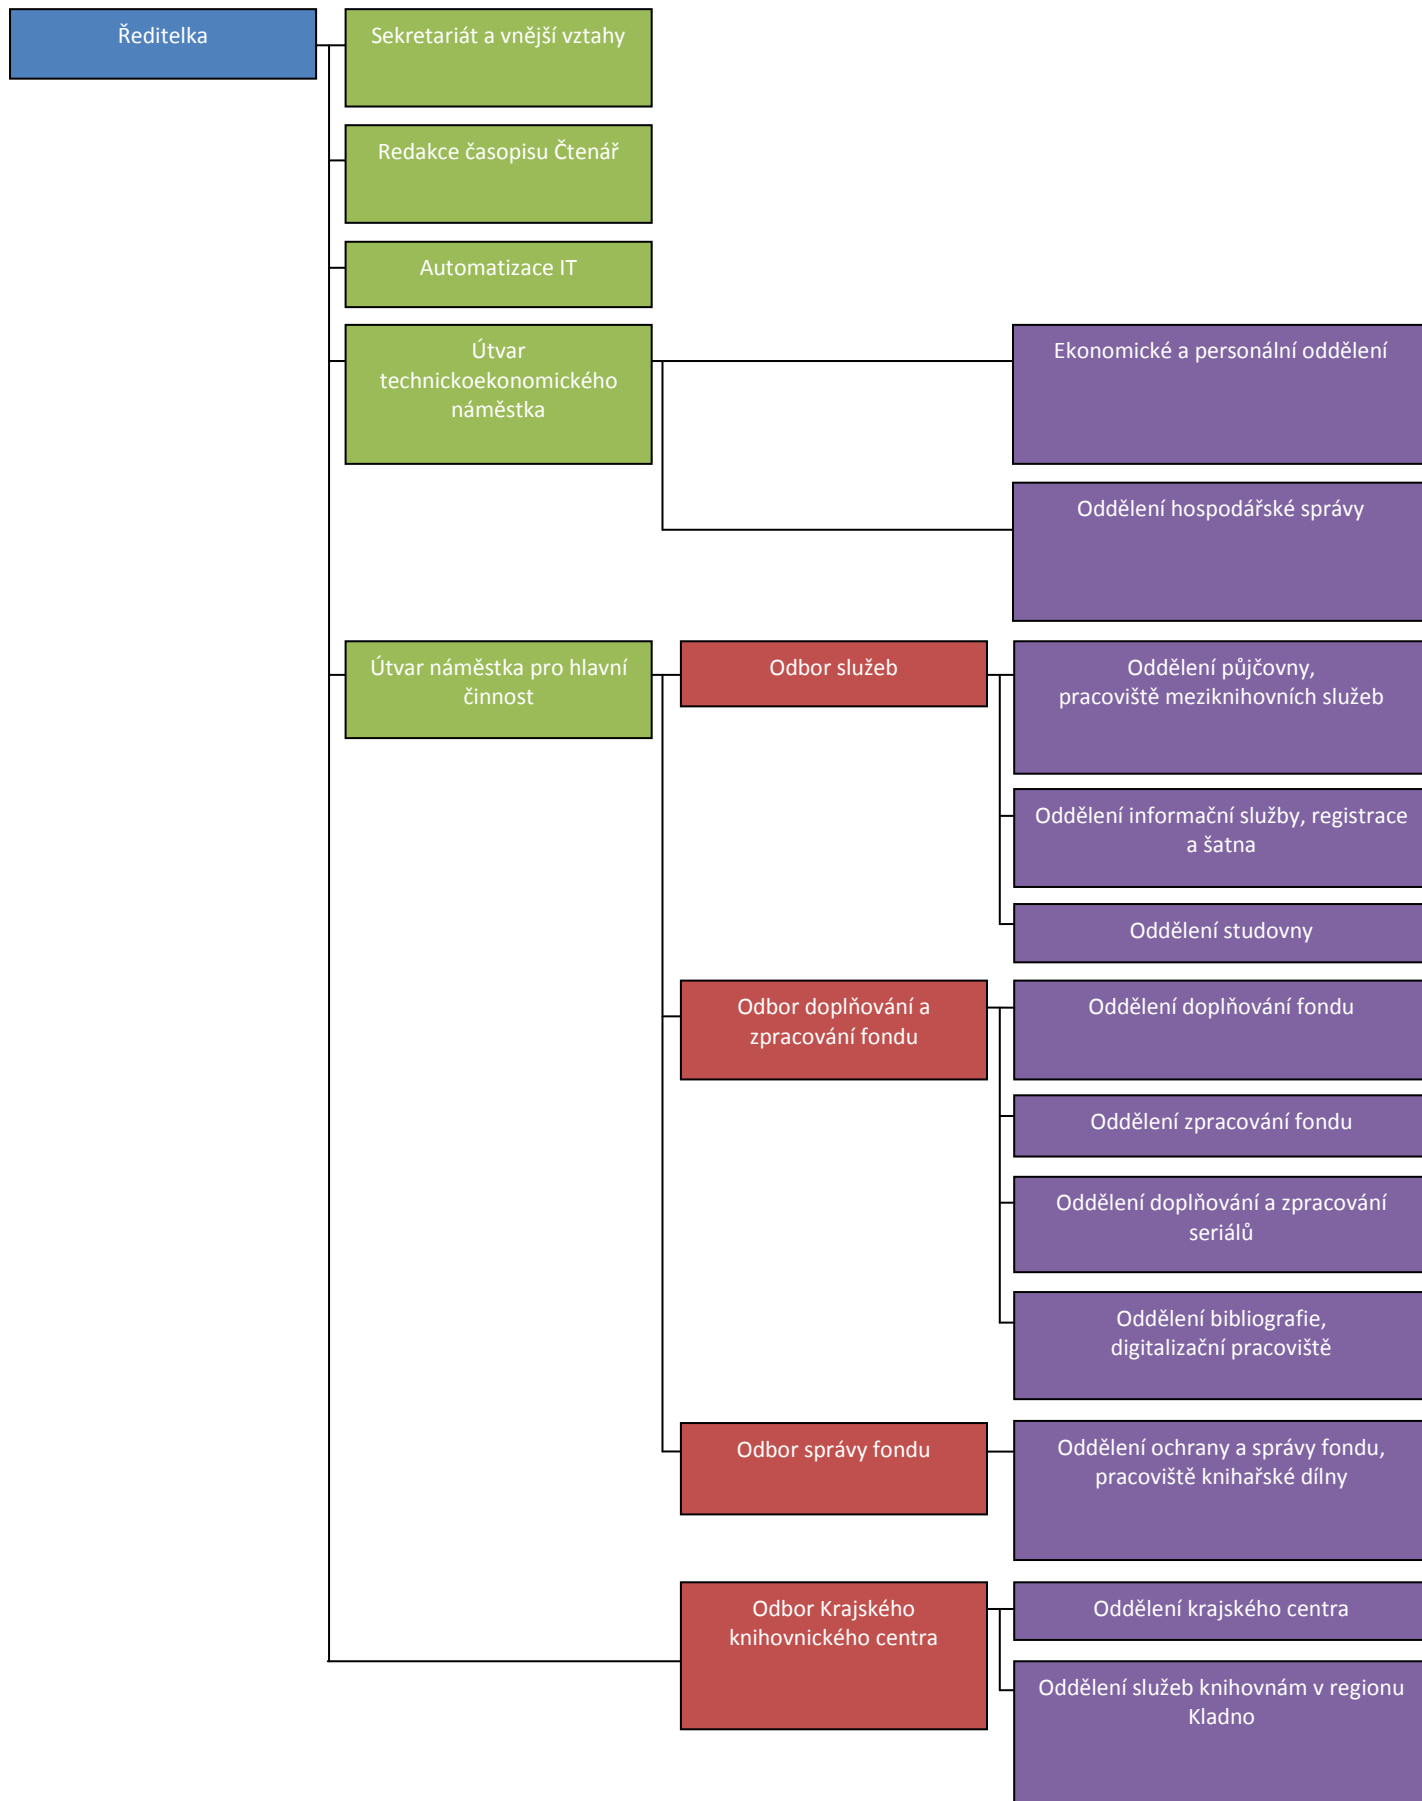 Ředitelka
Sekretariát a vnější vztahy
Redakce časopisu Čtenář
Automatizace IT
Útvar
technickoekonomického
náměstka
Ekonomické a personální oddělení
Oddělení hospodářské správy
Útvar náměstka pro hlavní
činnost
Odbor služeb
Oddělení půjčovny,
pracoviště meziknihovních služeb
Oddělení informační služby, registrace
a šatna
Oddělení studovny
Odbor doplňování a
zpracování fondu
Oddělení doplňování fondu
Oddělení zpracování fondu
Oddělení doplňování a zpracování
seriálů
Oddělení bibliografie,
digitalizační pracoviště
Odbor správy fondu
Oddělení ochrany a správy fondu,
pracoviště knihařské dílny
Odbor Krajského
knihovnického centra
Oddělení krajského centra
Oddělení služeb knihovnám v regionu
Kladno